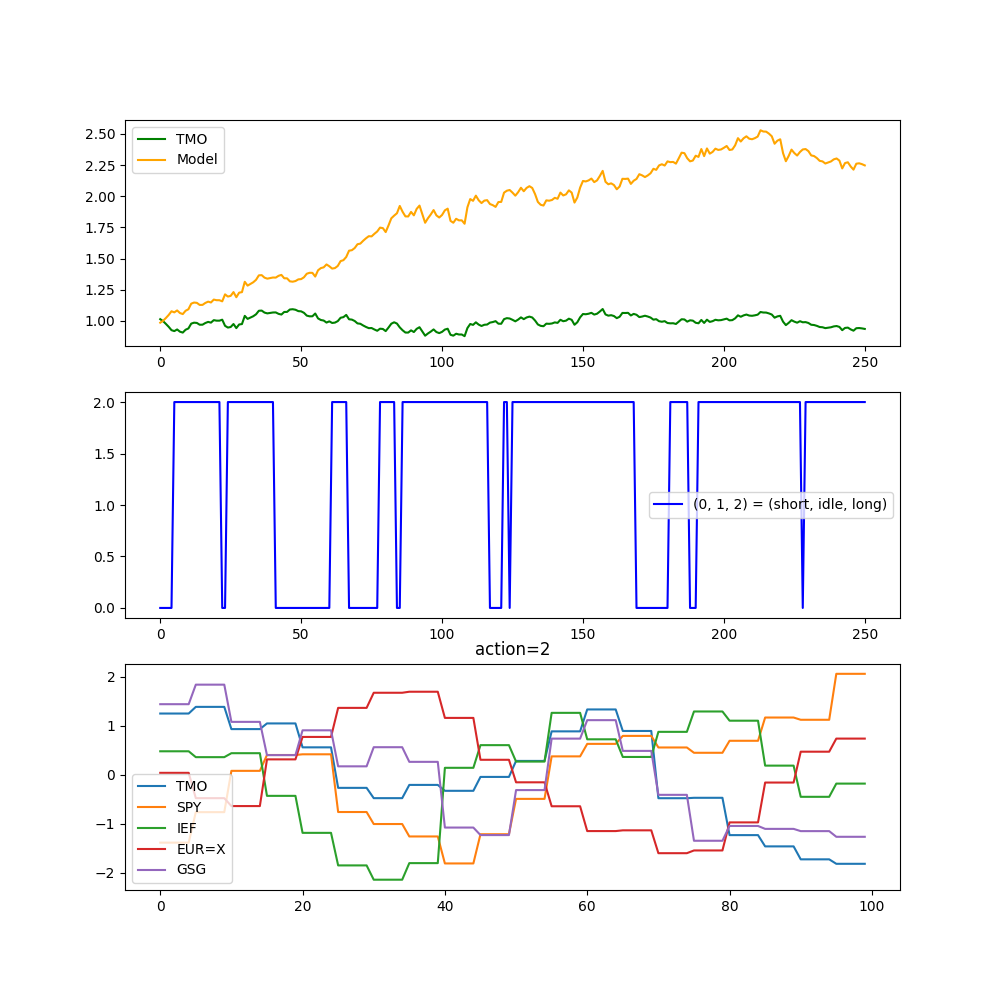 2.50
2.25
2.00
1.75
1.50
1.25
1.00
TMO
Model
0 50 100 150 200 250
2.0
1.5
1.0
0.5
0.0
(0, 1, 2) = (short, idle, long)
0 50 100 150 200 250
action=2
2
1
0
−1
−2
TMO
SPY
IEF
EUR=X
GSG
0 20 40 60 80 100